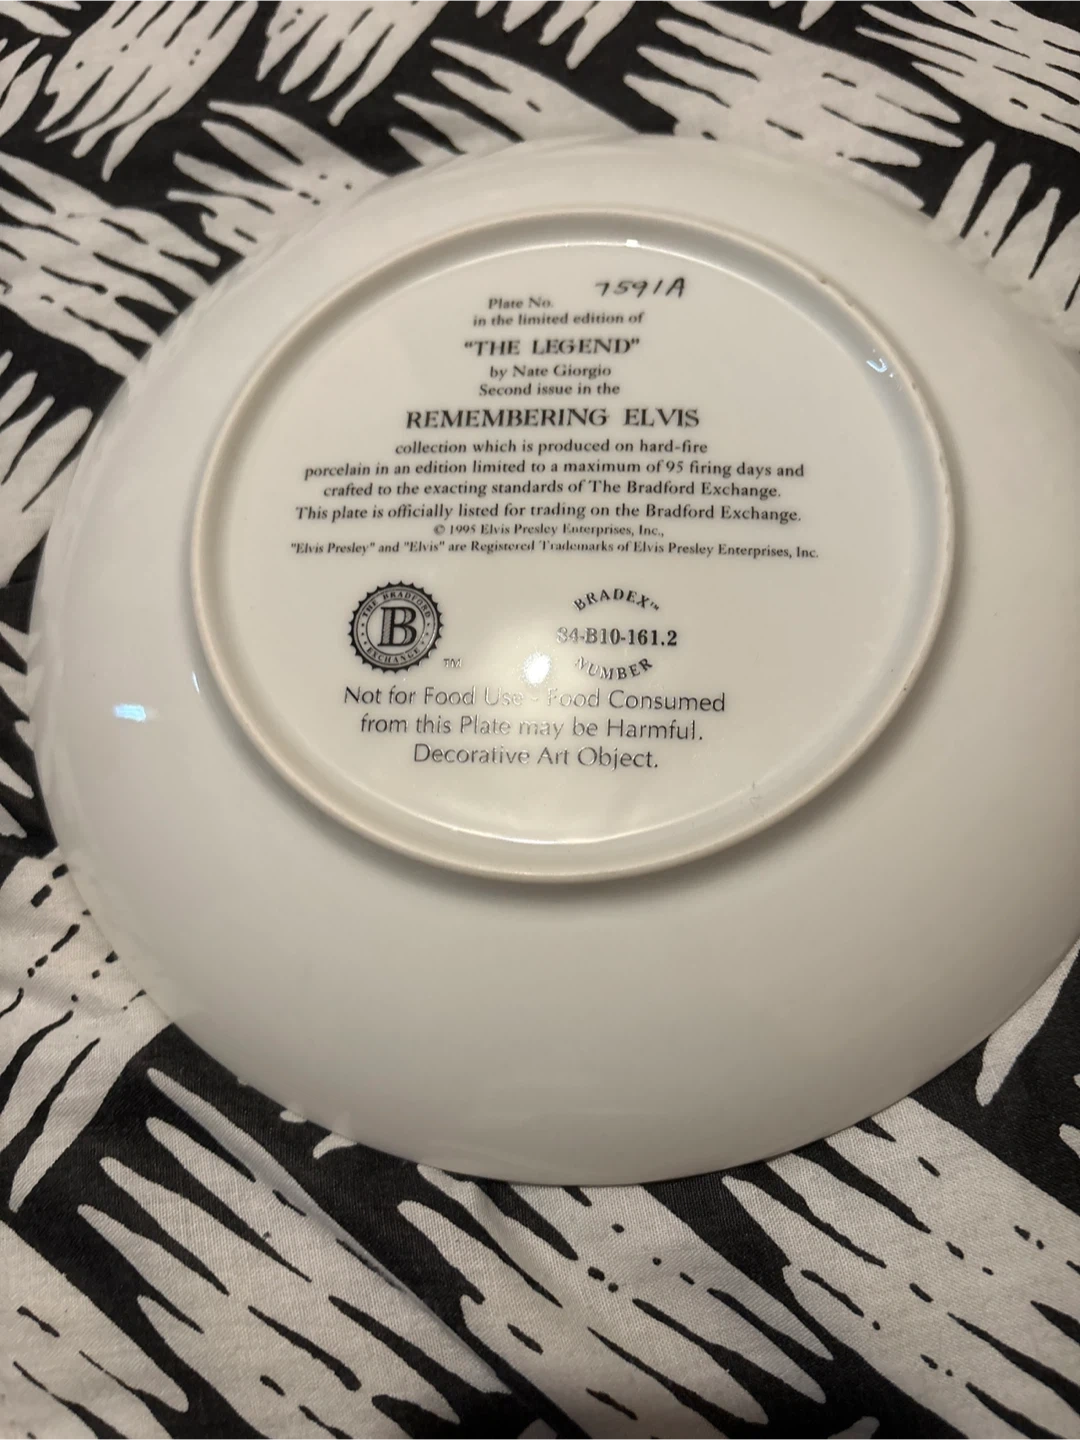 7591A
Plate No.
in the limited edition of
"THE LEGEND"
by Nate Giorgio
Second issue in the
REMEMBERING ELVIS
collection which is produced on hard-fire
porcelain in an edition limited to a maximum of 95 firing days and
crafted to the exacting standards of The Bradford Exchange.
This plate is officially listed for trading on the Bradford Exchange.
© 1995 Elvis Presley Enterprises, Inc.,
"Elvis Presley" and "Elvis" are Registered Trademarks of Elvis Presley Enterprises, Inc.
THE BRADFORD
B
EXCHANGE
TM
BRADEX™
84-B10-161.2
NUMBER
Not for Food Use - Food Consumed
from this Plate may be Harmful.
Decorative Art Object.